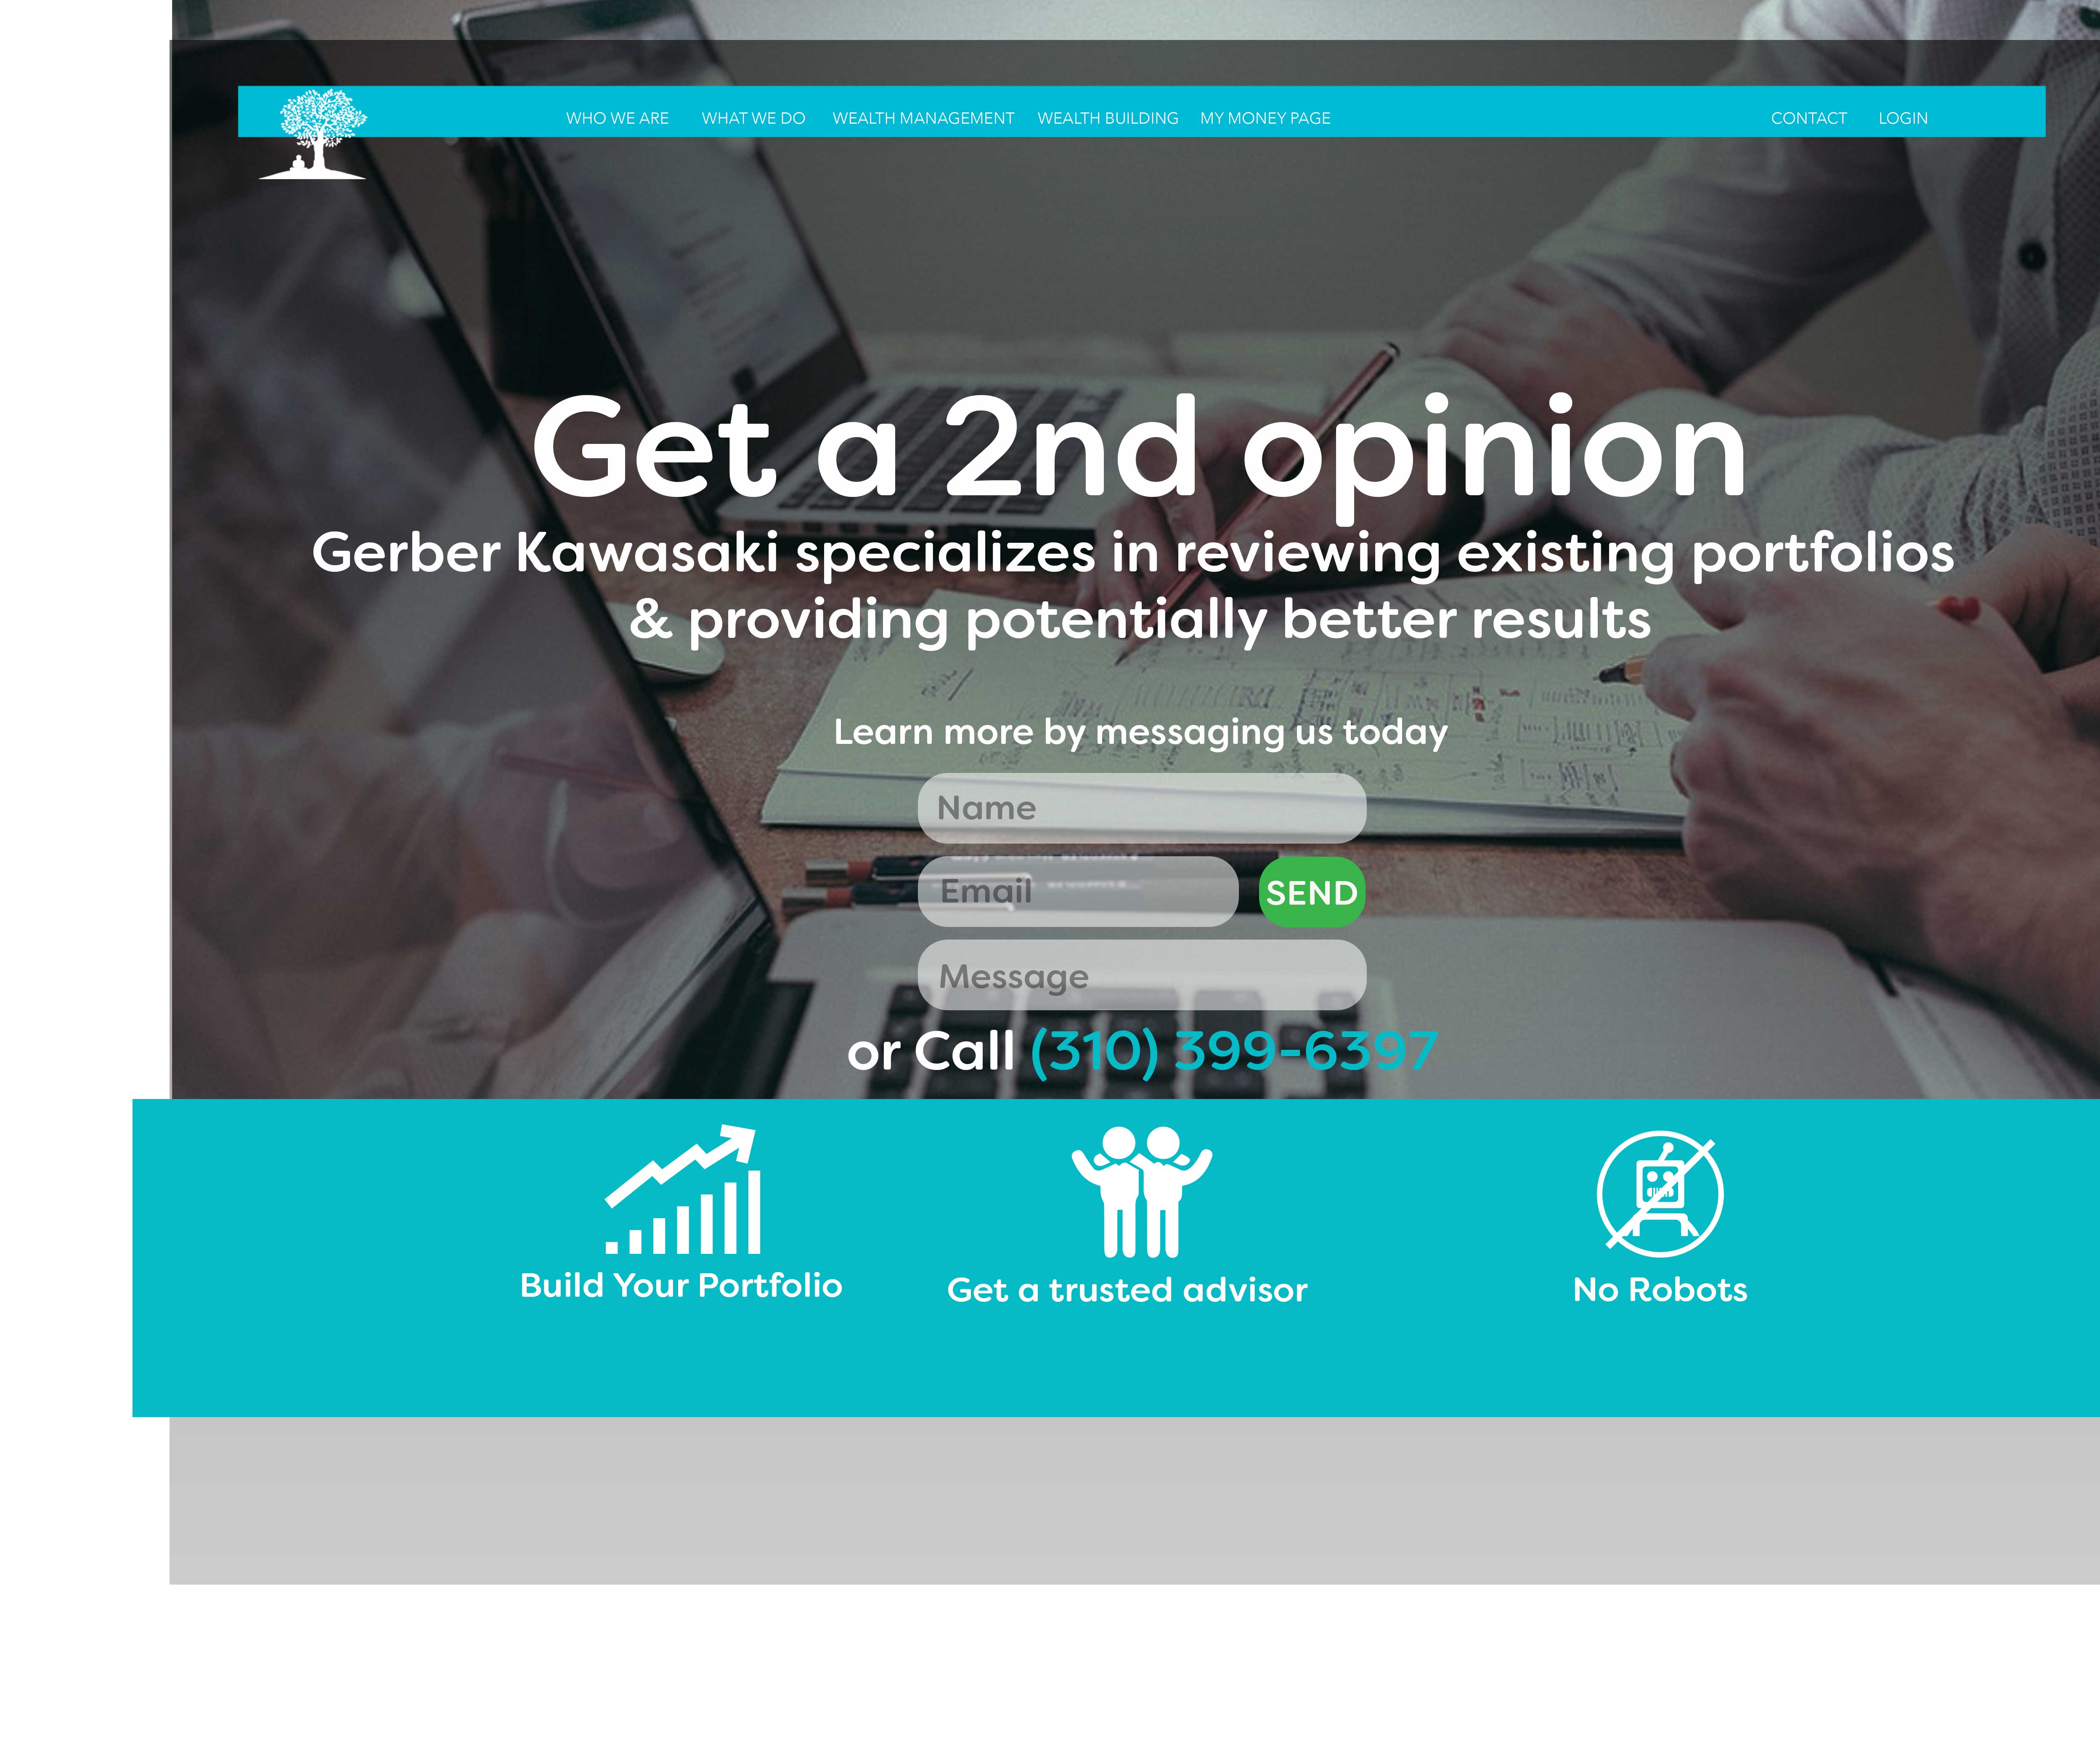 WHO WE ARE WHAT WE DO WEALTH MANAGEMENT WEALTH BUILDING MY MONEY PAGE CONTACT LOGIN
Get a 2nd opinion
Gerber Kawasaki specializes in reviewing existing portfolios
& providing potentially better results
Learn more by messaging us today
Name
Email
SEND
Message
or Call (310) 399-6397
Build Your Portfolio
Get a trusted advisor
No Robots